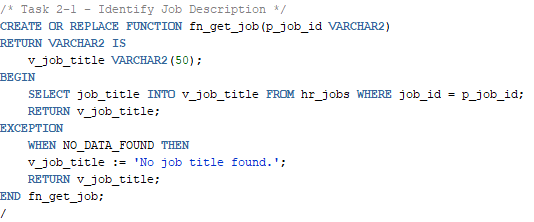 /* Task 2-1 - Identify Job Description */
CREATE OR REPLACE FUNCTION fn_get_job(p_job_id VARCHAR2)
RETURN VARCHAR2 IS
    v_job_title VARCHAR2(50);
BEGIN
    SELECT job_title INTO v_job_title FROM hr_jobs WHERE job_id = p_job_id;
    RETURN v_job_title;
EXCEPTION
    WHEN NO_DATA_FOUND THEN
    v_job_title := 'No job title found.';
    RETURN v_job_title;
END fn_get_job;
/